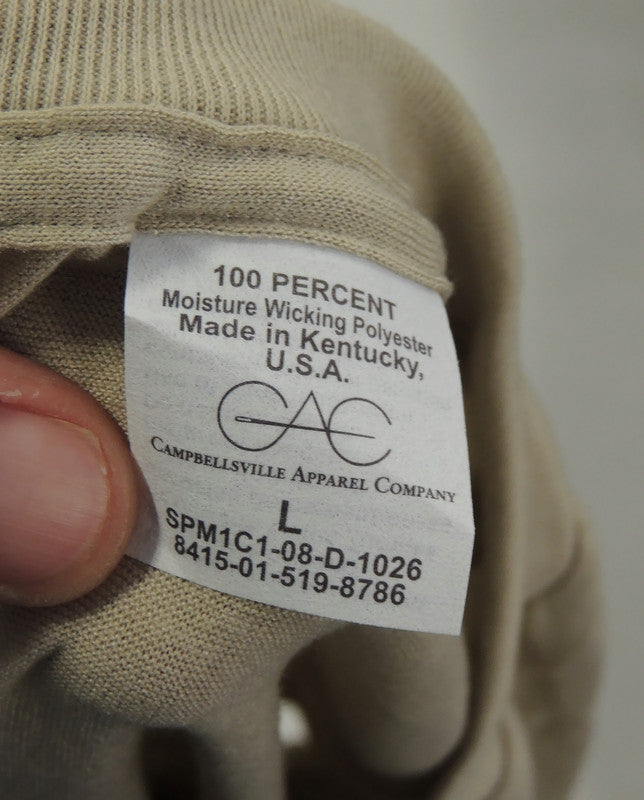 100 PERCENT
Moisture Wicking Polyester
Made in Kentucky,
U.S.A.
CAC
CAMPBELLSVILLE APPAREL COMPANY
L
SPM1C1-08-D-1026
8415-01-519-8786